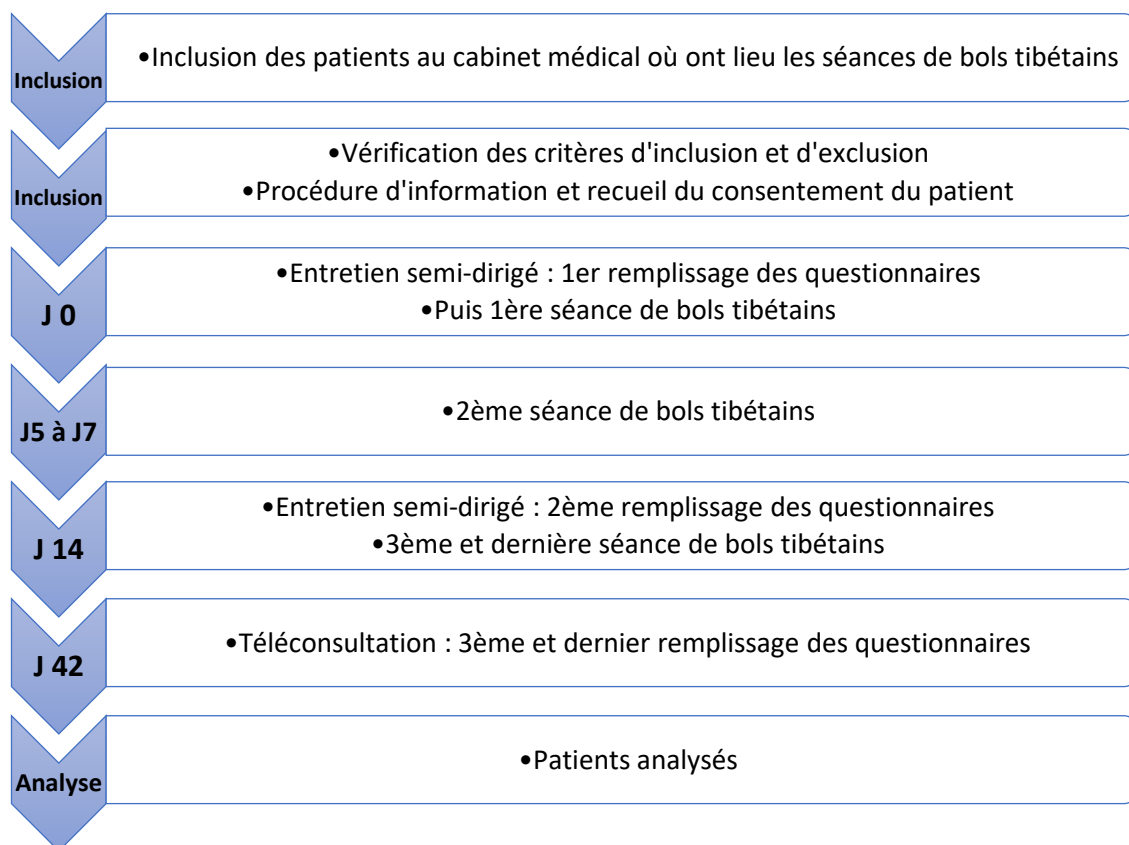 Inclusion
•Inclusion des patients au cabinet médical où ont lieu les séances de bols tibétains
Inclusion
•Vérification des critères d'inclusion et d'exclusion
•Procédure d'information et recueil du consentement du patient
J 0
•Entretien semi-dirigé : 1er remplissage des questionnaires
•Puis 1ère séance de bols tibétains
J5 à J7
•2ème séance de bols tibétains
J 14
•Entretien semi-dirigé : 2ème remplissage des questionnaires
•3ème et dernière séance de bols tibétains
J 42
•Téléconsultation : 3ème et dernier remplissage des questionnaires
Analyse
•Patients analysés